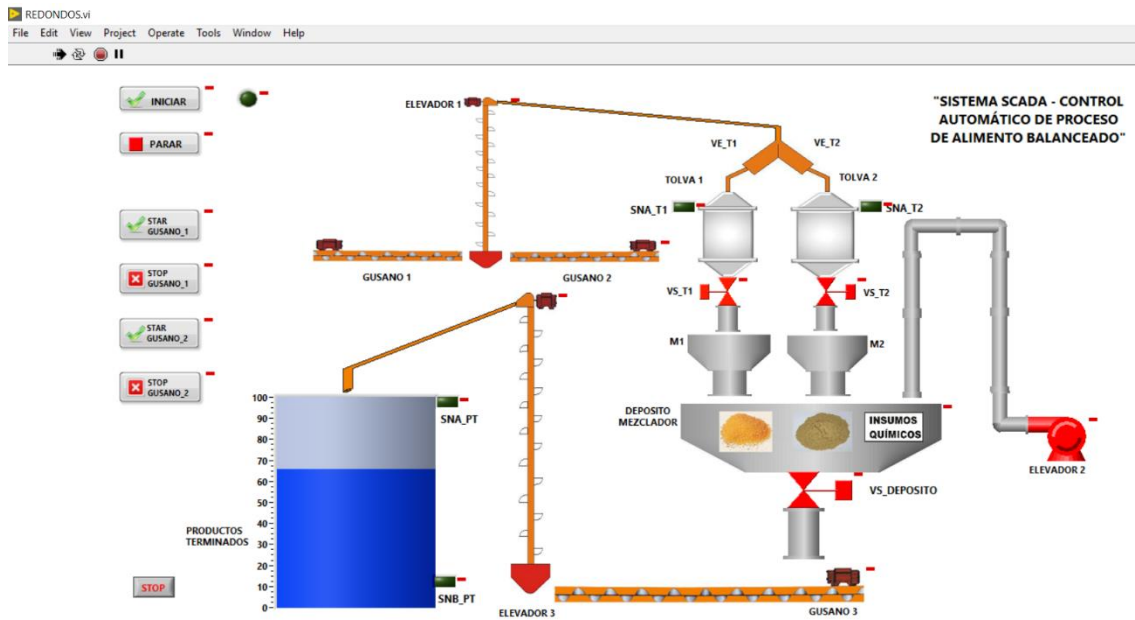 REDONDOS.vi
File Edit View Project Operate Tools Window Help
INICIAR
PARAR
STAR
GUSANO_1
STOP
GUSANO_1
STAR
GUSANO_2
STOP
GUSANO_2
STOP
ELEVADOR 1
"SISTEMA SCADA - CONTROL
AUTOMÁTICO DE PROCESO
DE ALIMENTO BALANCEADO"
VE_T1
VE_T2
TOLVA 1
TOLVA 2
SNA_T1
SNA_T2
GUSANO 1
GUSANO 2
VS_T1
VS_T2
M1
M2
DEPOSITO
MEZCLADOR
INSUMOS
QUÍMICOS
ELEVADOR 2
VS_DEPOSITO
100
90
80
70
60
50
40
30
20
10
0
SNA_PT
PRODUCTOS
TERMINADOS
SNB_PT
ELEVADOR 3
GUSANO 3